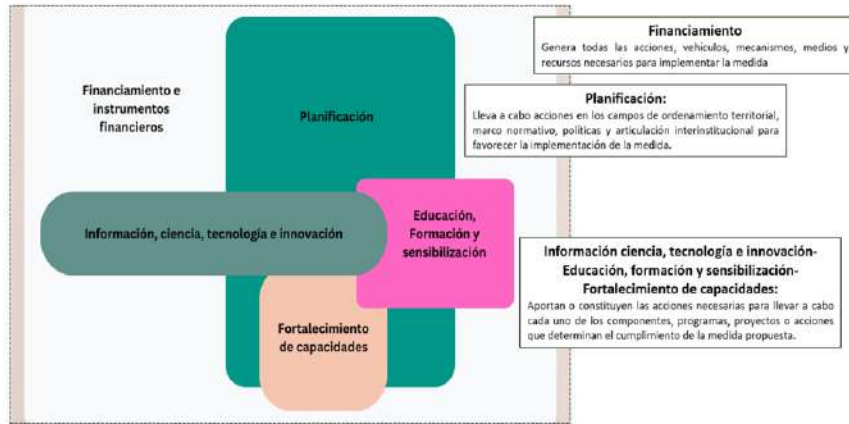 Financiamiento e
instrumentos
financieros
Planificación
Información, ciencia, tecnología e innovación
Educación,
Formación y
sensibilización
Fortalecimiento
de capacidades
Financiamiento
Genera todas las acciones, vehículos, mecanismos, medios y
recursos necesarios para implementar la medida
Planificación:
Lleva a cabo acciones en los campos de ordenamiento territorial,
marco normativo, políticas y articulación interinstitucional para
favorecer la implementación de la medida.
Información ciencia, tecnología e innovación-
Educación, formación y sensibilización-
Fortalecimiento de capacidades:
Aportan o constituyen las acciones necesarias para llevar a cabo
cada uno de los componentes, programas, proyectos o acciones
que determinan el cumplimiento de la medida propuesta.